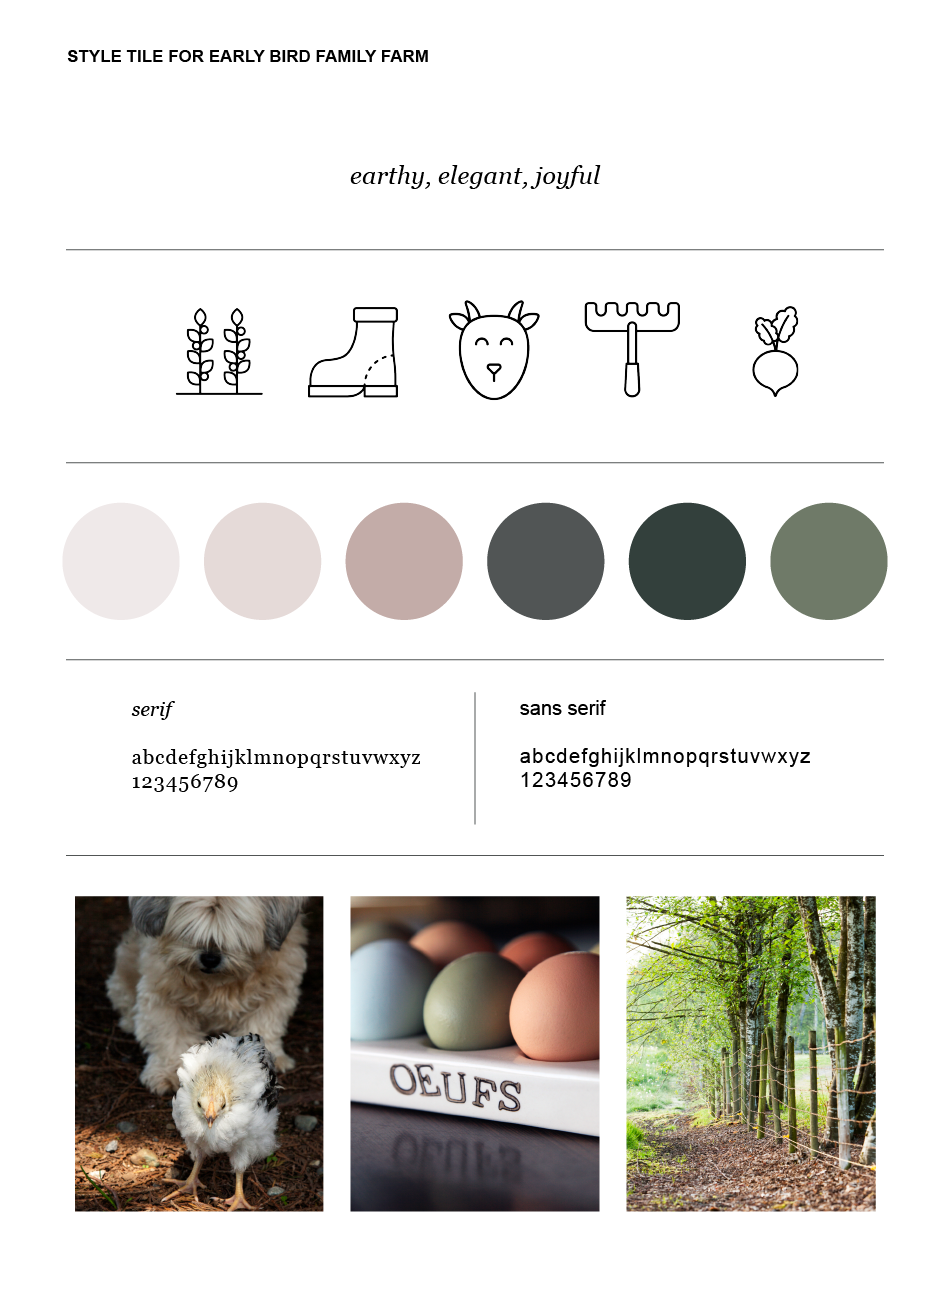 STYLE TILE FOR EARLY BIRD FAMILY FARM
earthy, elegant, joyful
serif
abcdefghijklmnopqrstuvwxyz
123456789
sans serif
abcdefghijklmnopqrstuvwxyz
123456789
OEUFS